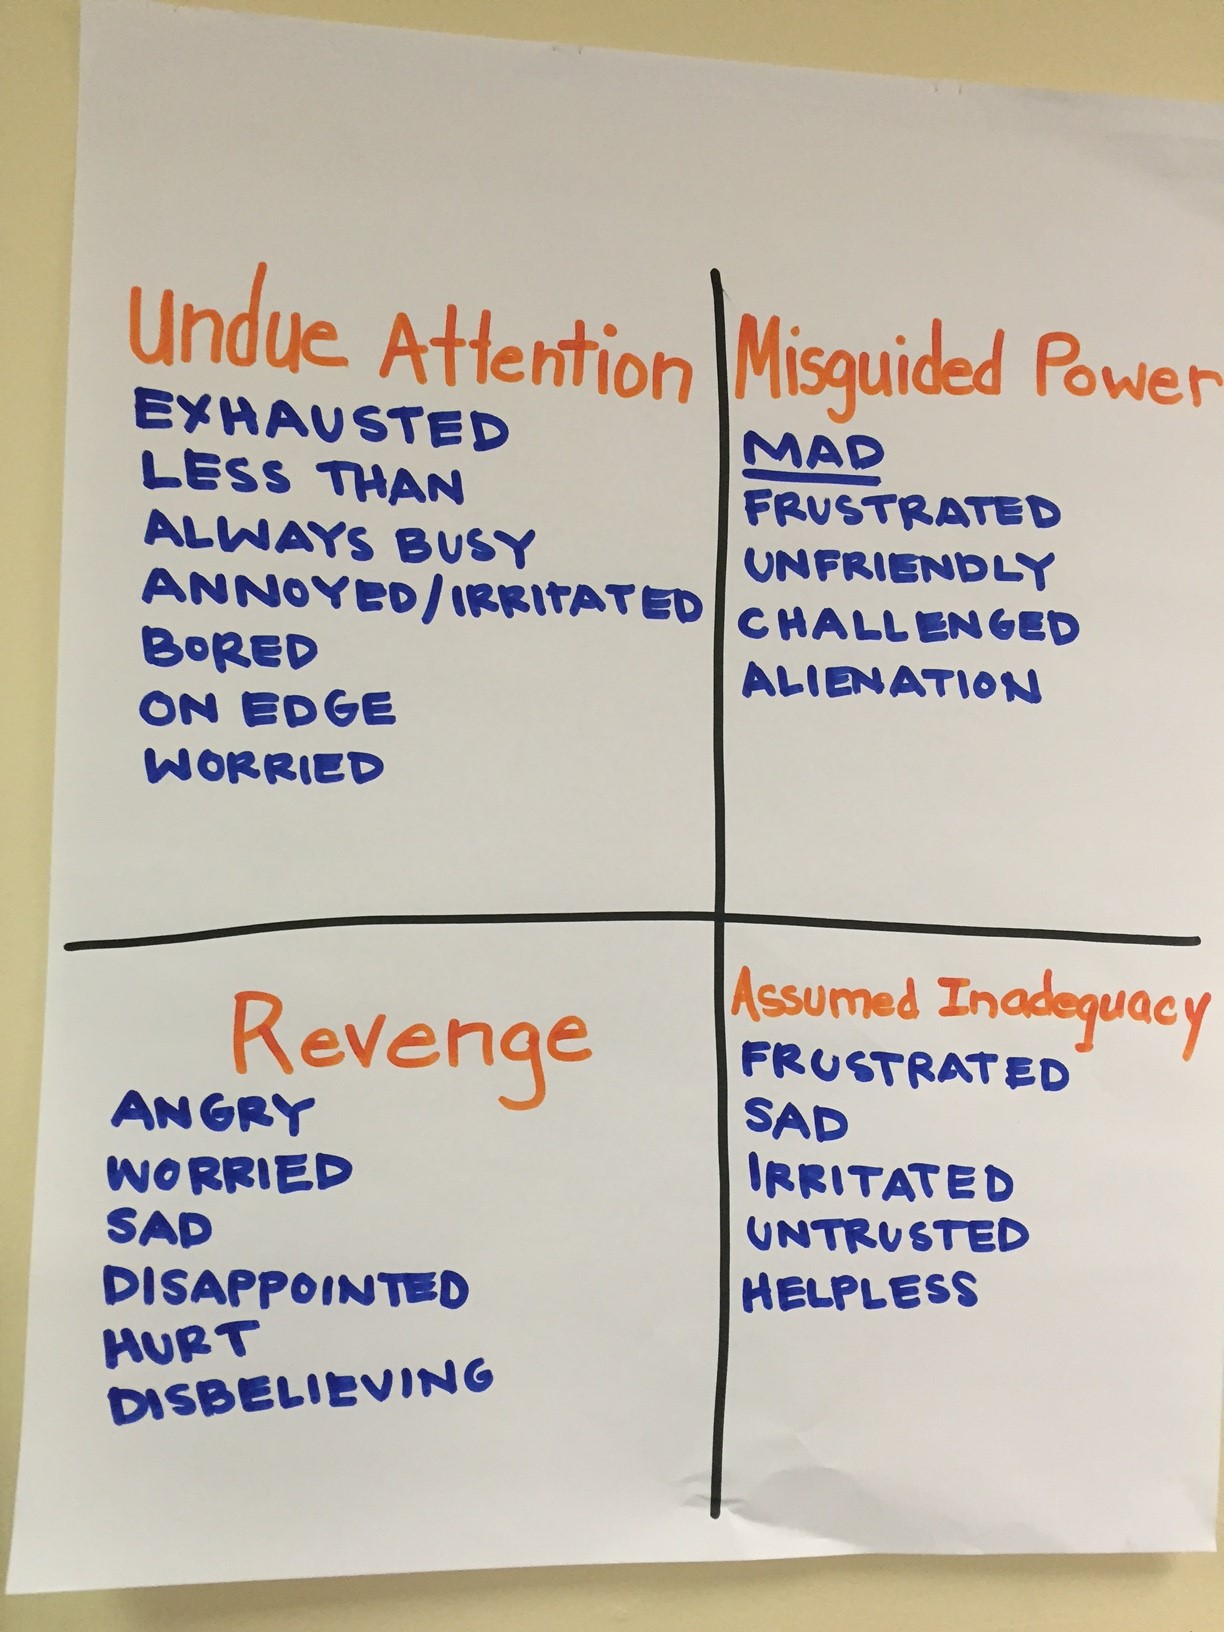 Undue Attention
EXHAUSTED
LESS THAN
ALWAYS BUSY
ANNOYED/IRRITATED
BORED
ON EDGE
WORRIED
Misguided Power
MAD
FRUSTRATED
UNFRIENDLY
CHALLENGED
ALIENATION
Revenge
ANGRY
WORRIED
SAD
DISAPPOINTED
HURT
DISBELIEVING
Assumed Inadequacy
FRUSTRATED
SAD
IRRITATED
UNTRUSTED
HELPLESS